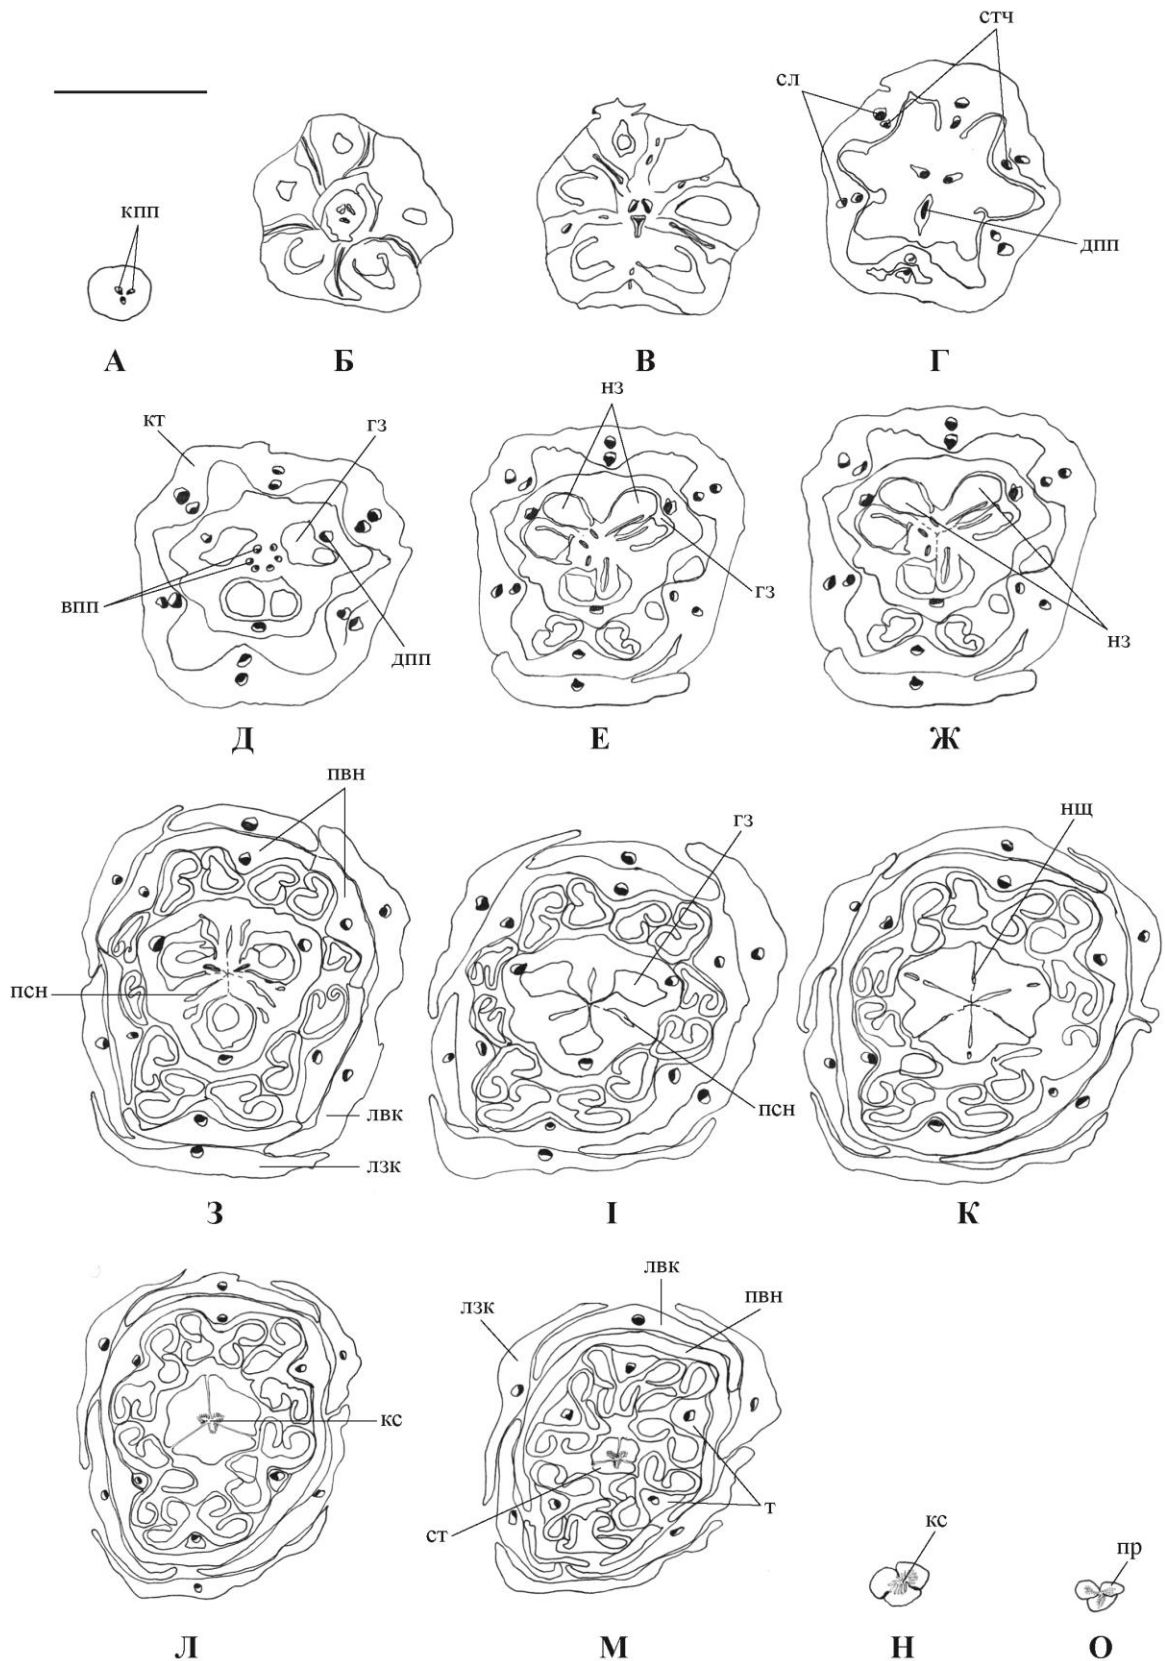 стч
сл
кпп
дпп
А Б В Г
нз
кт гз
впп
гз
дпп
нз
Д Е Ж
пвн
нщ
гз
псн
псн
лвк
лзк
З І К
лвк
пвн
лзк
кс
ст
т
кс
пр
Л М Н О